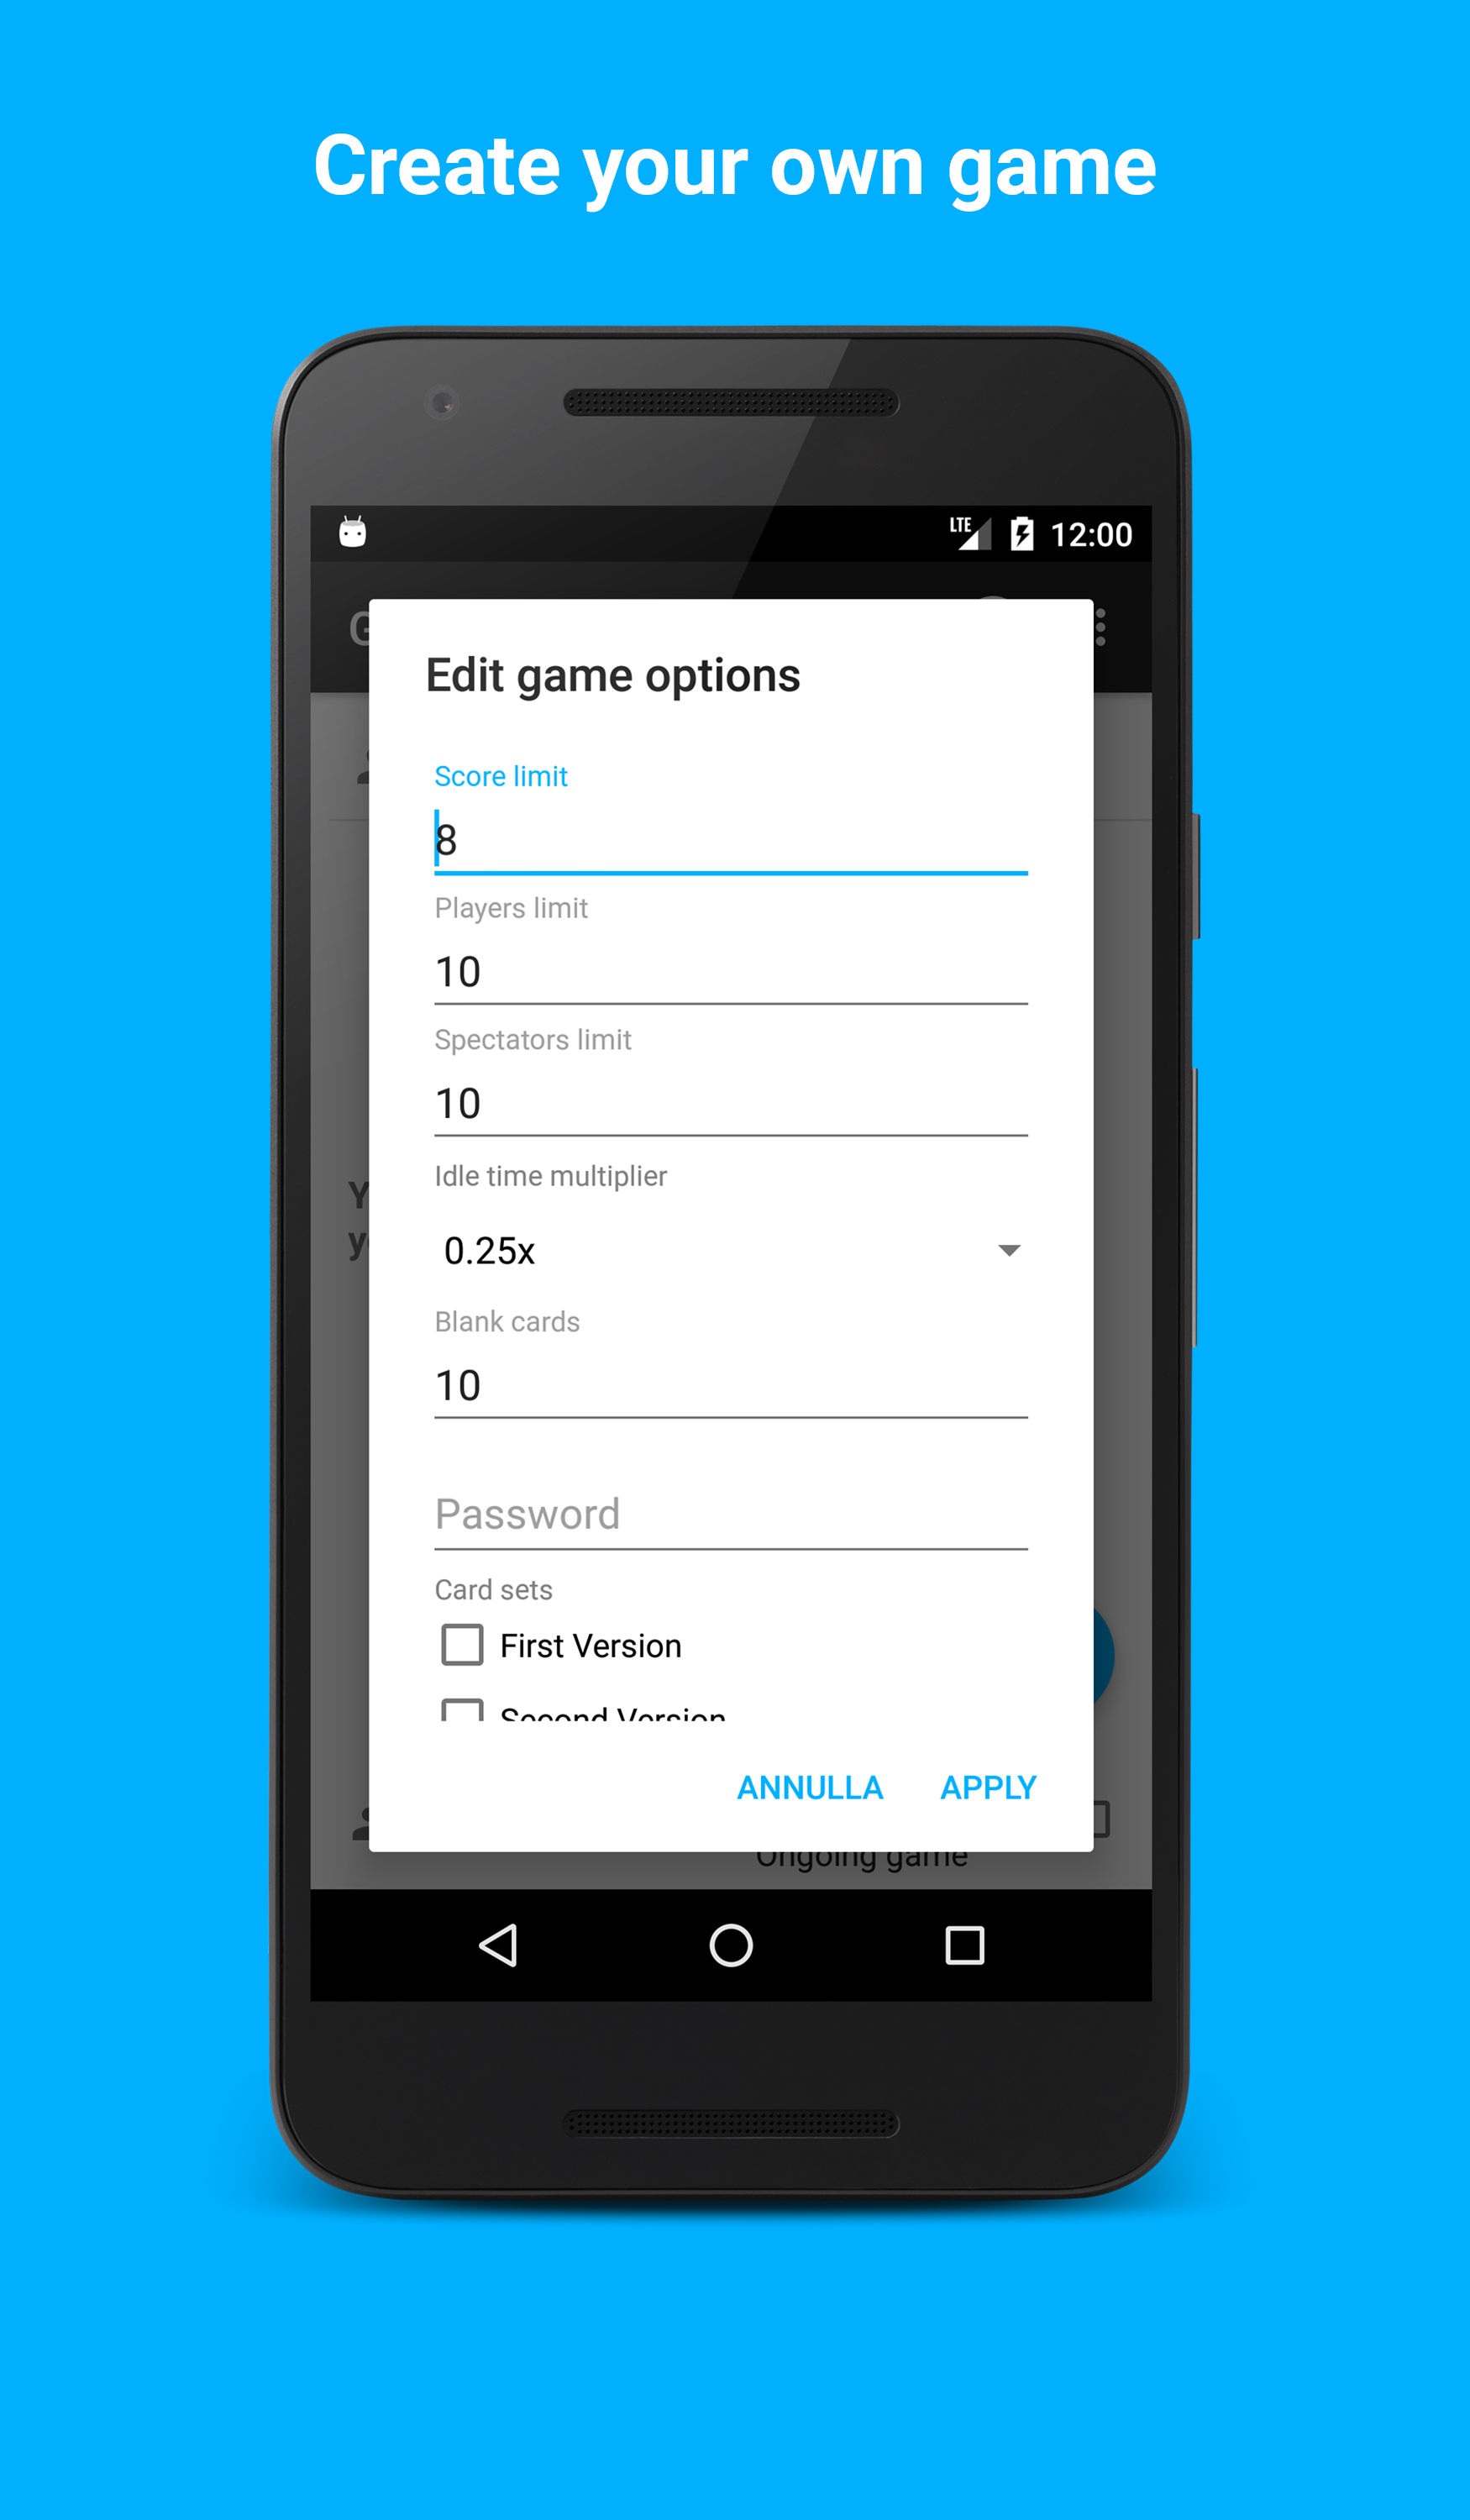 Create your own game
LTE 12:00
Edit game options
Score limit
8
Players limit
10
Spectators limit
10
Idle time multiplier
0.25x
Blank cards
10
Password
Card sets
First Version
Second Version
ANNULLA APPLY
Ongoing game